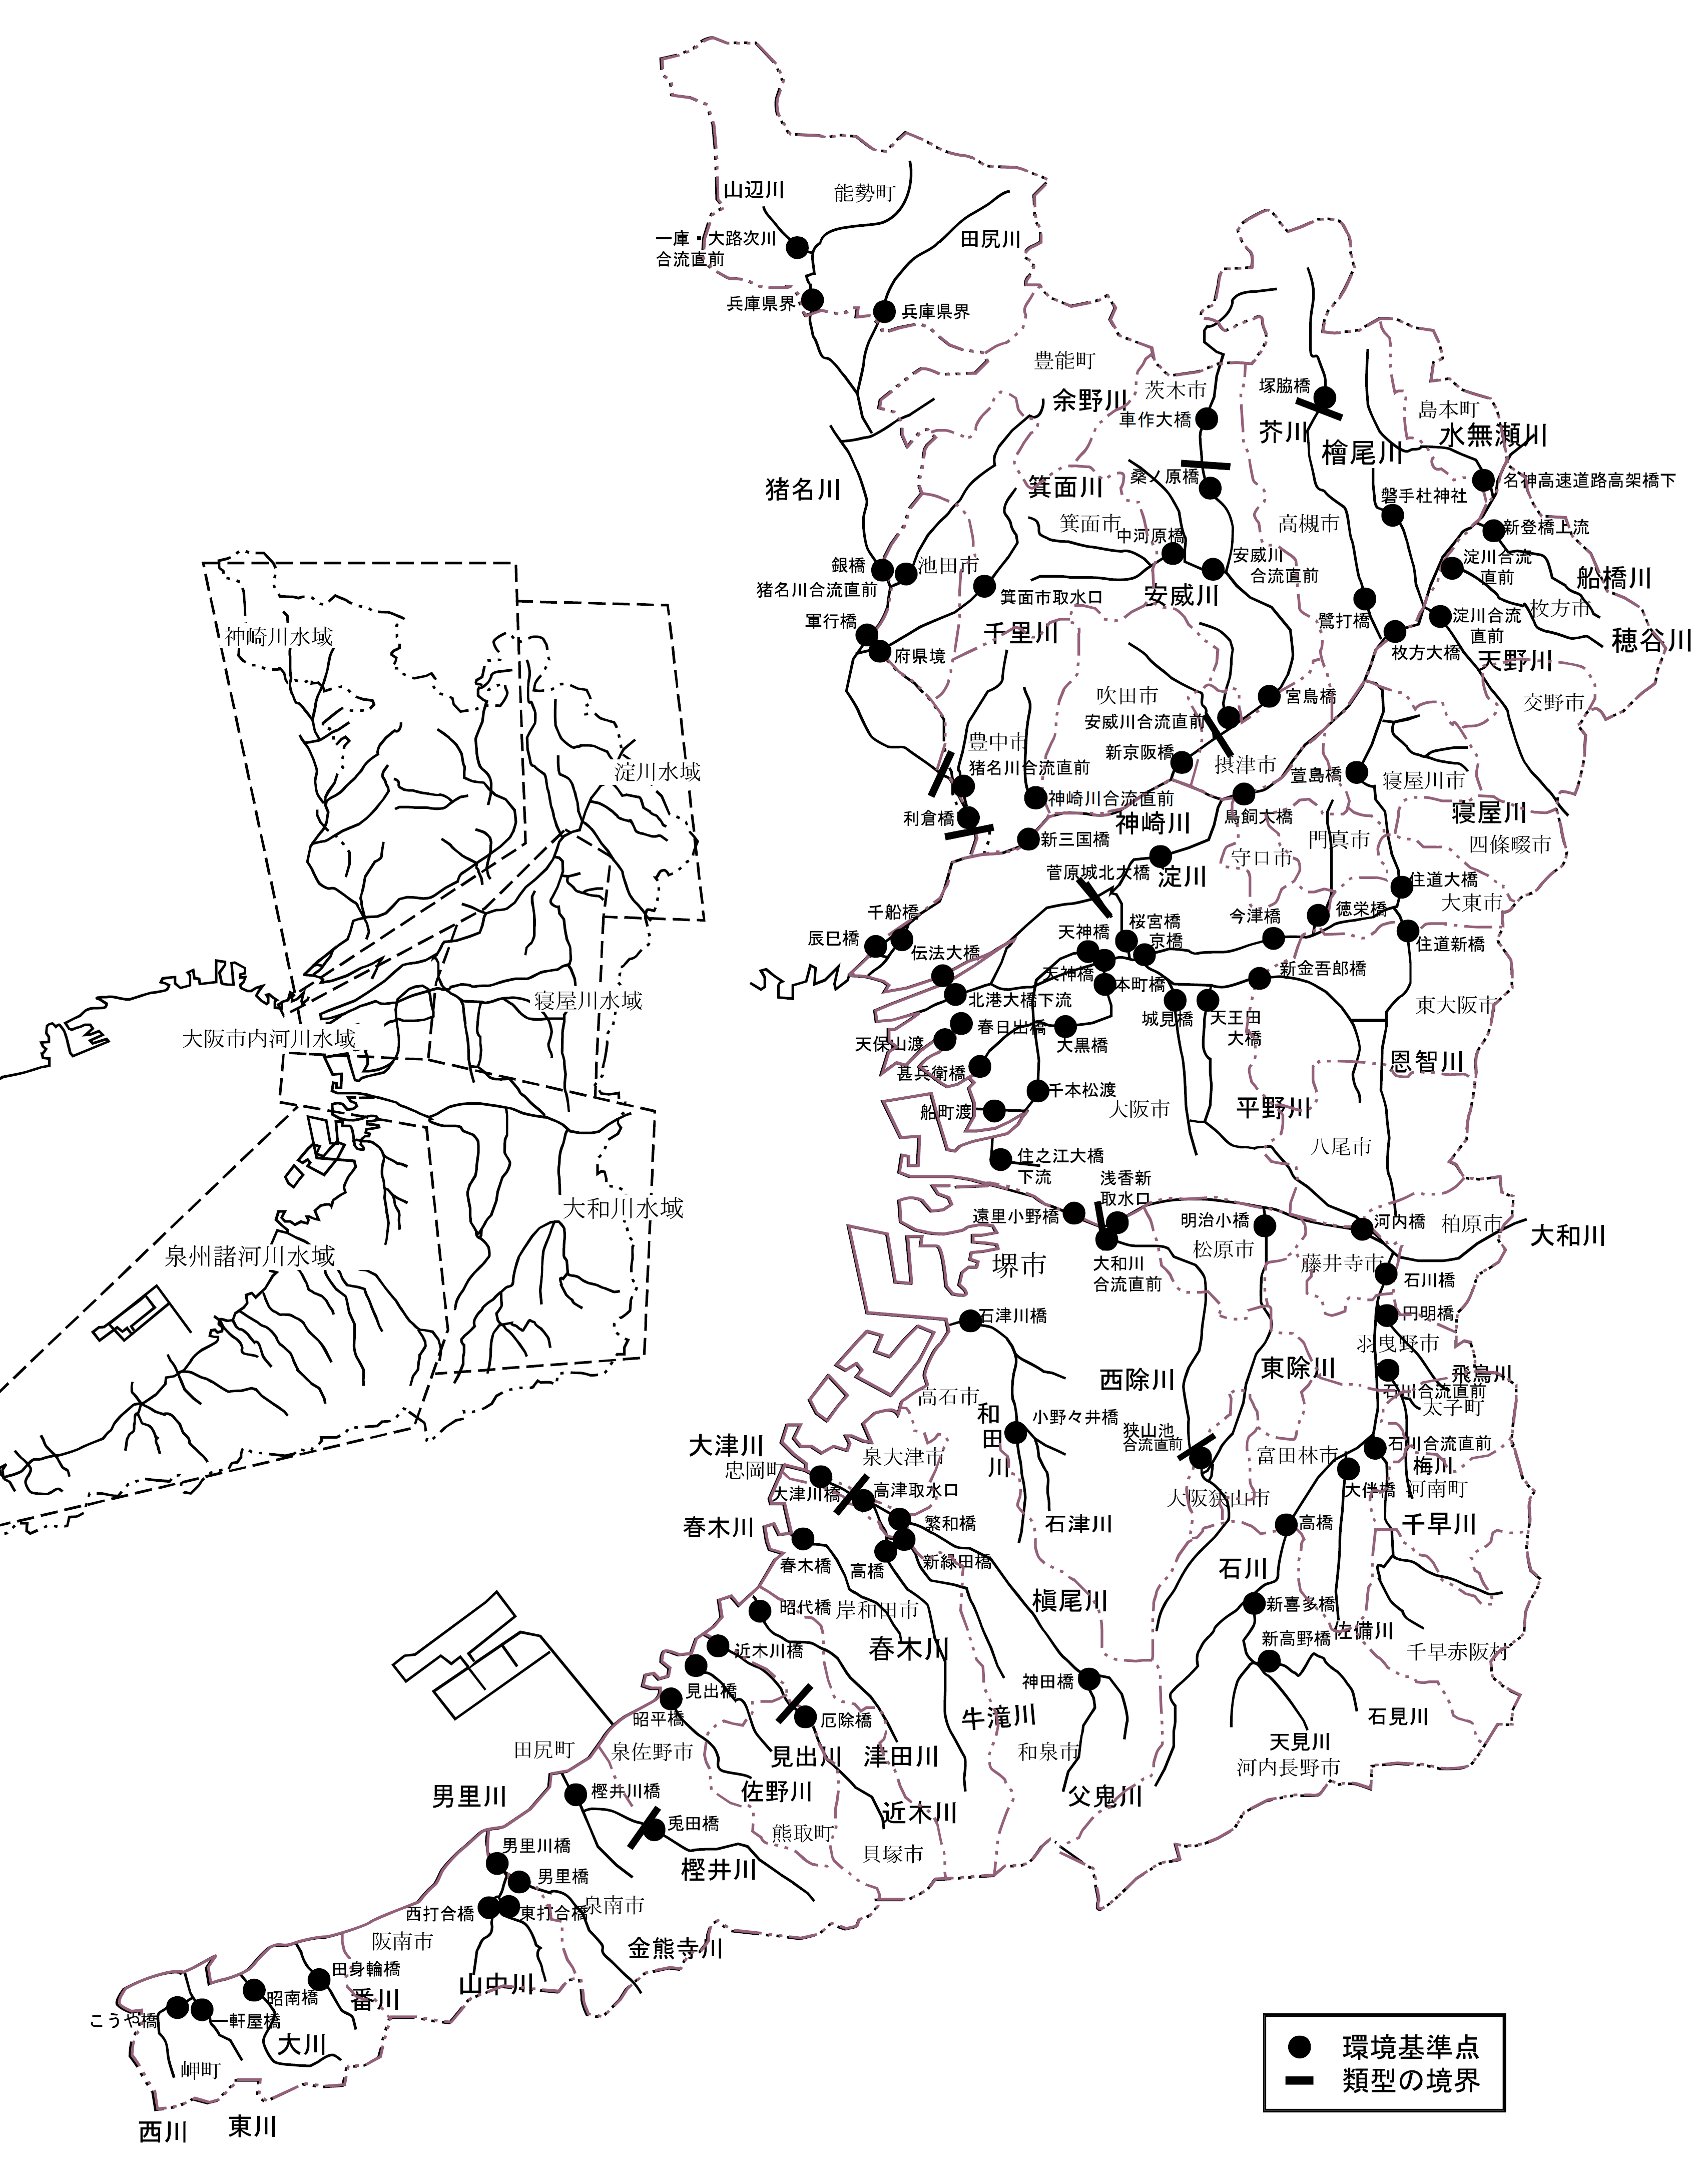 山辺川
能勢町
一庫・大路次川
合流直前
田尻川
兵庫県界
兵庫県界
豊能町
余野川
茨木市
車作大橋
塚脇橋
芥川
島本町
水無瀬川
檜尾川
猪名川
箕面川
桑ノ原橋
名神高速道路高架橋下
磐手杜神社
箕面市
中河原橋
高槻市
新登橋上流
銀橋
池田市
安威川
合流直前
淀川合流
直前
船橋川
猪名川合流直前
箕面市取水口
安威川
枚方市
軍行橋
千里川
鷺打橋
淀川合流
直前
穂谷川
府県境
枚方大橋
天野川
吹田市
宮鳥橋
交野市
安威川合流直前
豊中市
新京阪橋
猪名川合流直前
摂津市
萱島橋
寝屋川市
神崎川合流直前
利倉橋
神崎川
鳥飼大橋
寝屋川
新三国橋
門真市
四條畷市
守口市
菅原城北大橋
淀川
住道大橋
大東市
千船橋
桜宮橋
今津橋
徳栄橋
辰巳橋
天神橋
京橋
住道新橋
伝法大橋
天神橋
本町橋
新金吾郎橋
北港大橋下流
東大阪市
春日出橋
城見橋
天王田
大橋
天保山渡
大黒橋
恩智川
甚兵衛橋
千本松渡
船町渡
大阪市
平野川
八尾市
住之江大橋
下流
浅香新
取水口
遠里小野橋
明治小橋
河内橋
柏原市
大和川
松原市
藤井寺市
堺市
大和川
合流直前
石川橋
石津川橋
円明橋
羽曳野市
西除川
東除川
飛鳥川
石川合流直前
太子町
高石市
和田川
小野々井橋
狭山池
合流直前
大津川
忠岡町
泉大津市
富田林市
石川合流直前
梅川
大津川橋
高津取水口
大阪狭山市
大伴橋
河南町
春木川
繁和橋
石津川
高橋
千早川
春木橋
高橋
新緑田橋
石川
槇尾川
昭代橋
岸和田市
新喜多橋
佐備川
近木川橋
春木川
新高野橋
千早赤阪村
見出橋
神田橋
昭平橋
厄除橋
牛滝川
石見川
田尻町
泉佐野市
見出川
津田川
和泉市
天見川
河内長野市
男里川
樫井川橋
佐野川
近木川
父鬼川
兎田橋
熊取町
男里川橋
貝塚市
樫井川
男里橋
西打合橋
東打合橋
泉南市
阪南市
金熊寺川
田身輪橋
山中川
昭南橋
番川
こうや橋
一軒屋橋
大川
岬町
西川
東川
神崎川水域
淀川水域
寝屋川水域
大阪市内河川水域
大和川水域
泉州諸河川水域
環境基準点
類型の境界